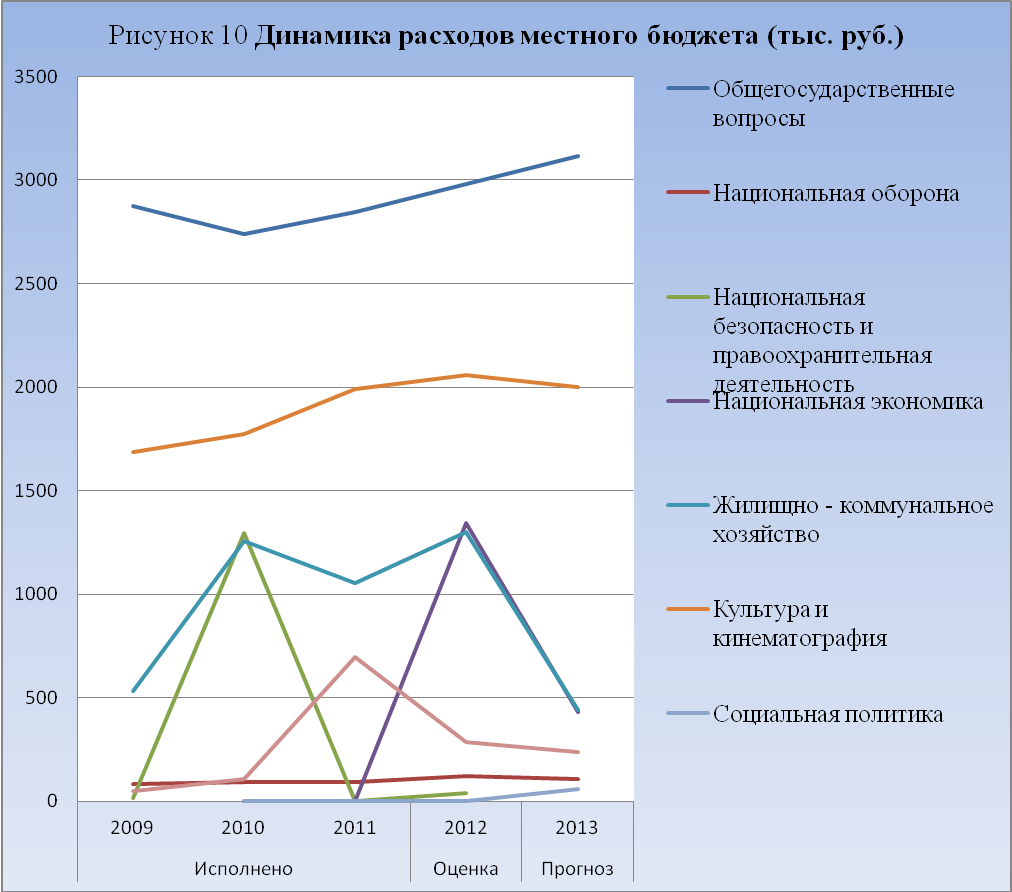 Рисунок 10 Динамика расходов местного бюджета (тыс. руб.)
3500
3000
2500
2000
1500
1000
500
0
2009 2010 2011 2012 2013
Исполнено Оценка Прогноз
Общегосударственные
вопросы
Национальная оборона
Национальная
безопасность и
правоохранительная
деятельность
Национальная экономика
Жилищно - коммунальное
хозяйство
Культура и
кинематография
Социальная политика